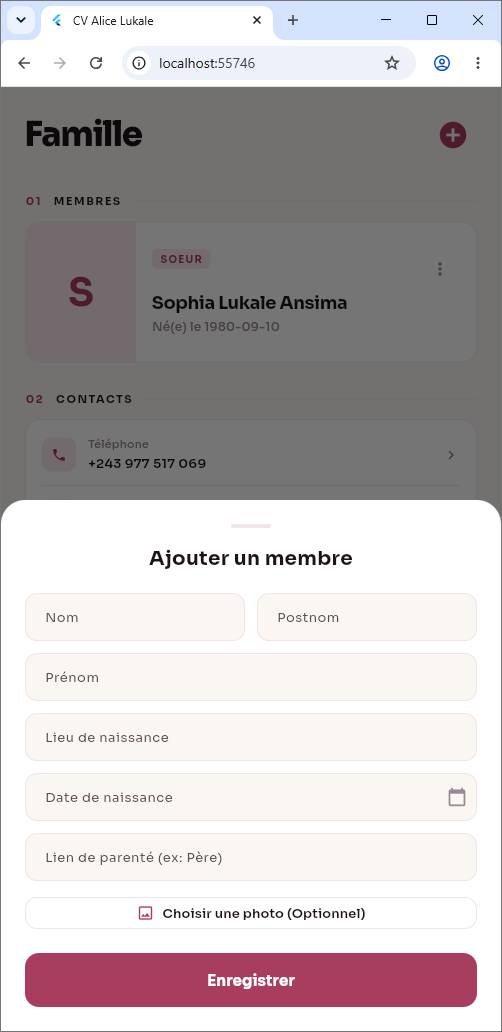 CV Alice Lukale
localhost:55746
Famille
01 MEMBRES
S
SOEUR
Sophia Lukale Ansima
Né(e) le 1980-09-10
02 CONTACTS
Téléphone
+243 977 517 069
Ajouter un membre
Nom
Postnom
Prénom
Lieu de naissance
Date de naissance
Lien de parenté (ex: Père)
Choisir une photo (Optionnel)
Enregistrer